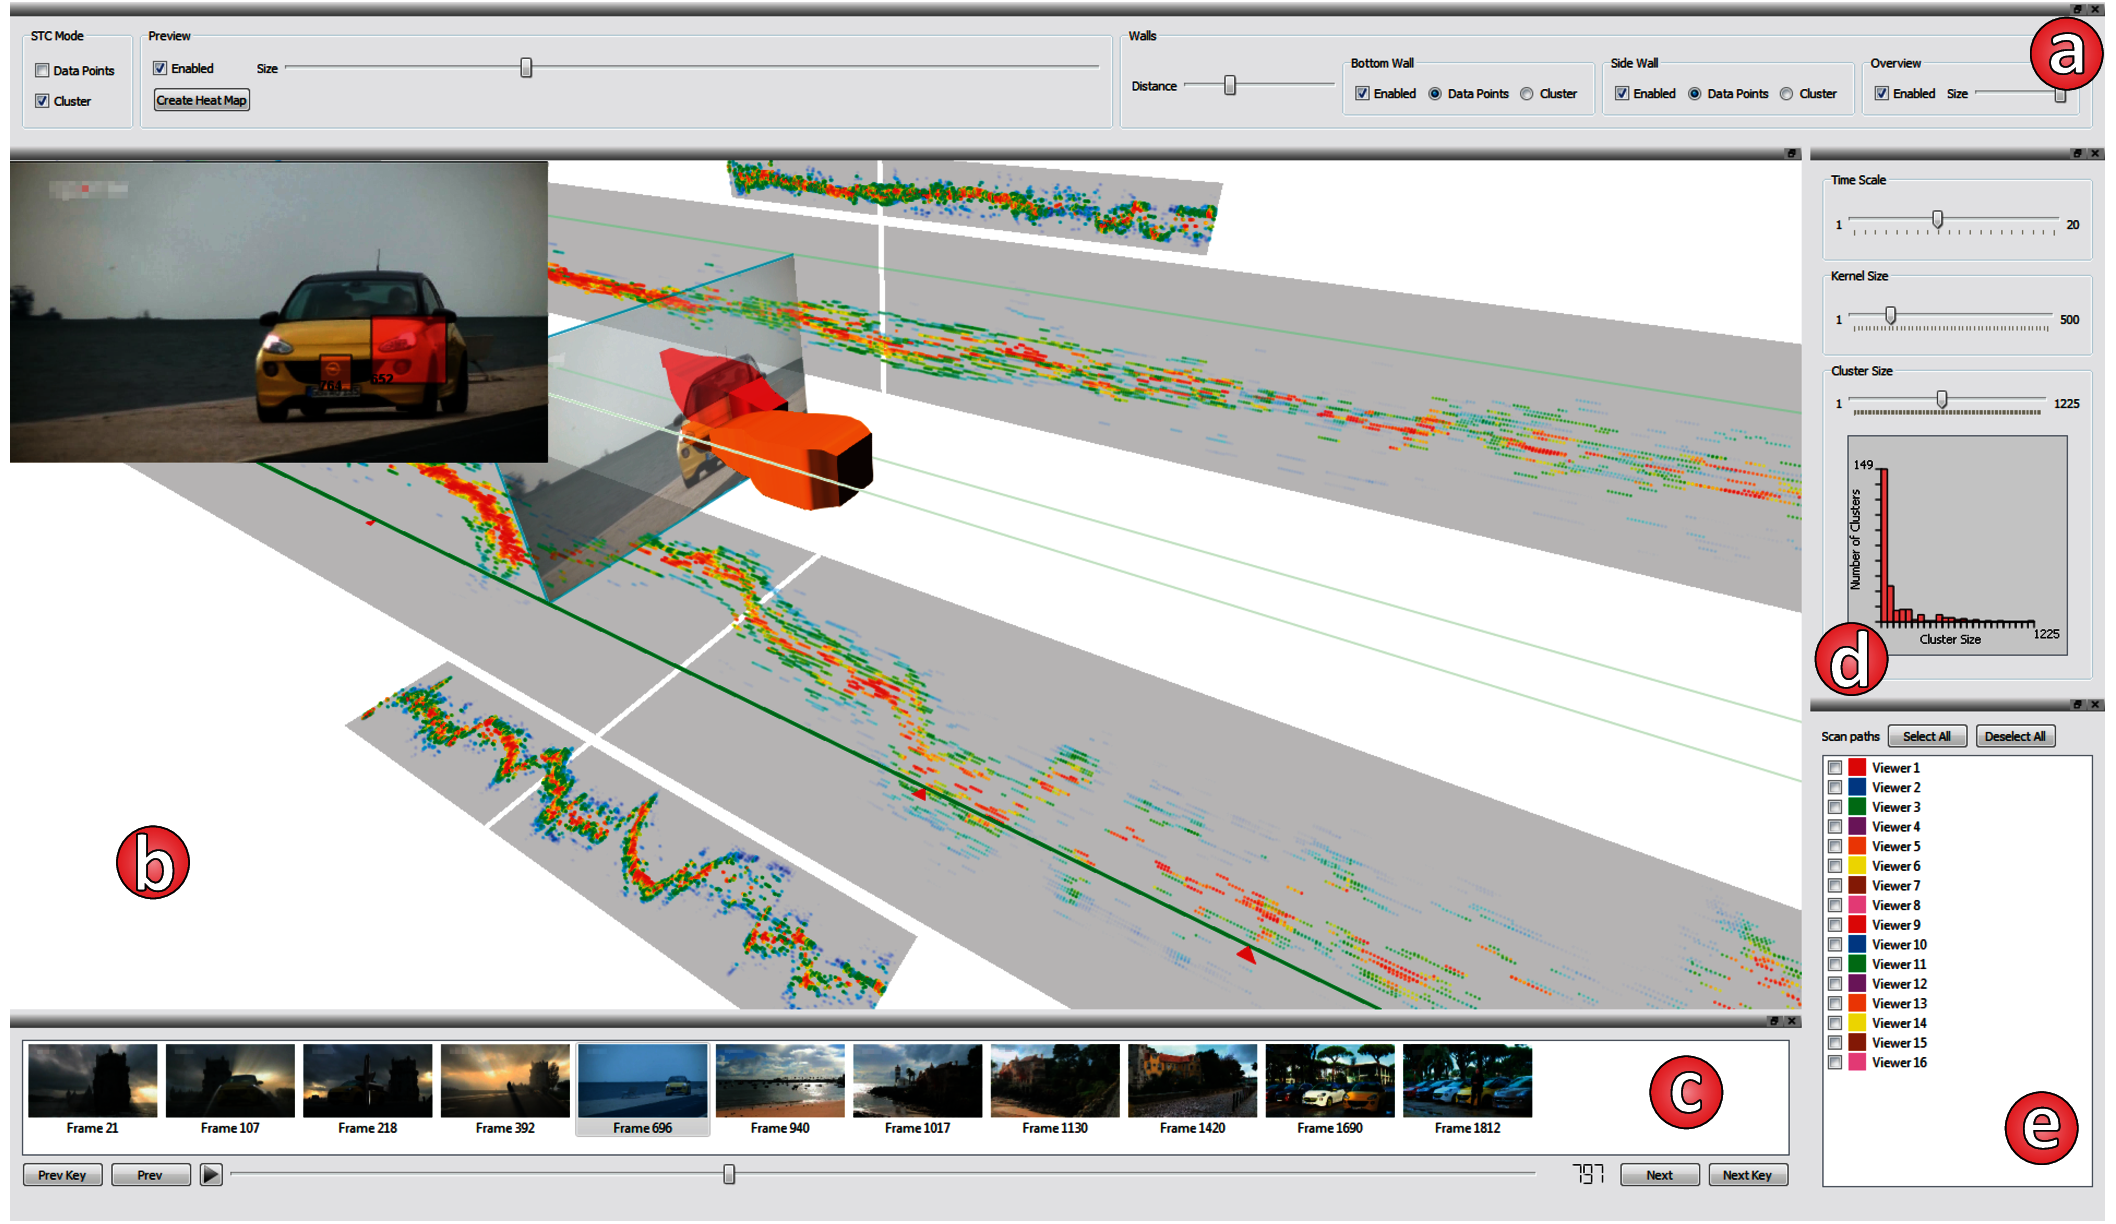 STC Mode
Data Points
Cluster
Preview
Enabled
Size
Create Heat Map
Walls
Distance
Bottom Wall
Enabled
Data Points
Cluster
Side Wall
Enabled
Data Points
Cluster
Overview
Enabled
Size
a
764
652
b
Time Scale
1
20
Kernel Size
1
500
Cluster Size
1
1225
149
Number of Clusters
Cluster Size
1225
d
Scan paths
Select All
Deselect All
Viewer 1
Viewer 2
Viewer 3
Viewer 4
Viewer 5
Viewer 6
Viewer 7
Viewer 8
Viewer 9
Viewer 10
Viewer 11
Viewer 12
Viewer 13
Viewer 14
Viewer 15
Viewer 16
e
Frame 21
Frame 107
Frame 218
Frame 392
Frame 696
Frame 940
Frame 1017
Frame 1130
Frame 1420
Frame 1690
Frame 1812
c
Prev Key
Prev
797
Next
Next Key